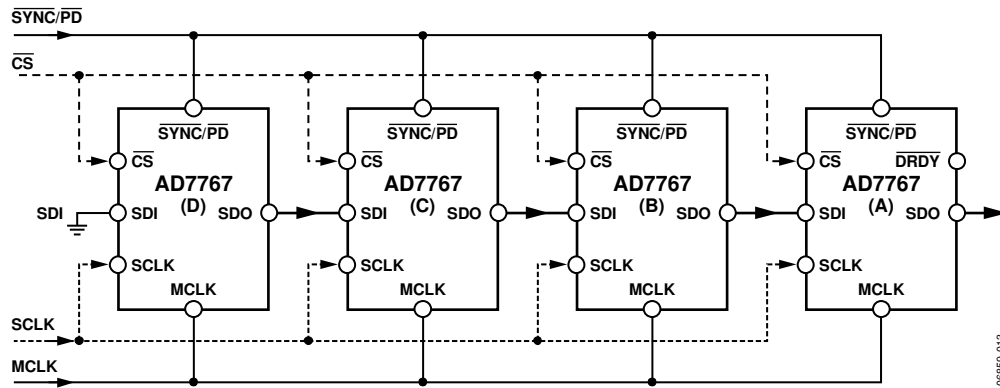 SYNC/PD
CS
SYNC/PD SYNC/PD SYNC/PD SYNC/PD
CS CS CS CS DRDY
AD7767 AD7767 AD7767 AD7767
(D) (C) (B) (A)
SDI SDI SDO SDI SDO SDI SDO SDI SDO
SCLK SCLK SCLK SCLK
MCLK MCLK MCLK MCLK
SCLK
MCLK